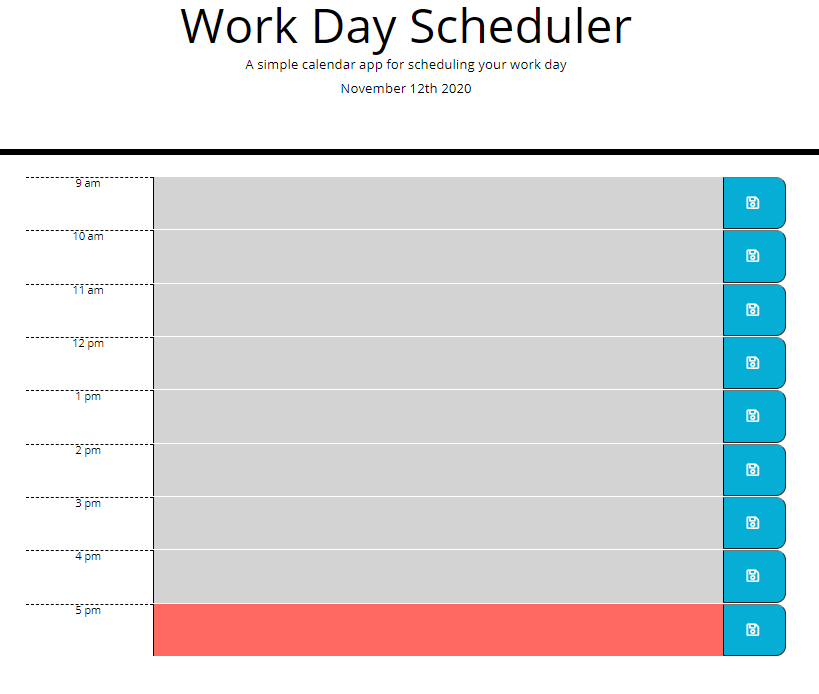 Work Day Scheduler
A simple calendar app for scheduling your work day
November 12th 2020
9 am
10 am
11 am
12 pm
1 pm
2 pm
3 pm
4 pm
5 pm